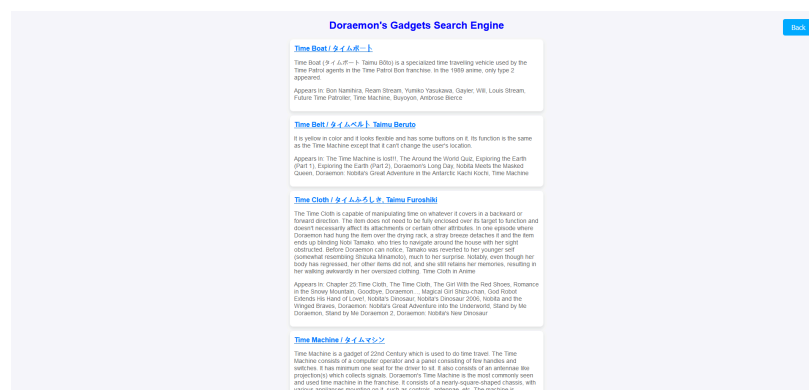 Doraemon's Gadgets Search Engine
Back
Time Boat / タイムボート
Time Boat (タイムボート Taimu Bōto) is a specialized time travelling vehicle used by the
Time Patrol agents in the Time Patrol Bon franchise. In the 1989 anime, only type 2
appeared.
Appears In: Bon Namihira, Ream Stream, Yumiko Yasukawa, Gayler, Will, Louis Stream,
Future Time Patroller, Time Machine, Buyoyon, Ambrose Bierce
Time Belt / タイムベルト Taimu Beruto
It is yellow in color and it looks flexible and has some buttons on it. Its function is the same
as the Time Machine except that it can't change the user's location.
Appears In: The Time Machine is lost!!, The Around the World Quiz, Exploring the Earth
(Part 1), Exploring the Earth (Part 2), Doraemon's Long Day, Nobita Meets the Masked
Queen, Doraemon: Nobita's Great Adventure in the Antarctic Kachi Kochi, Time Machine
Time Cloth / タイムふろしき, Taimu Furoshiki
The Time Cloth is capable of manipulating time on whatever it covers in a backward or
forward direction. The item does not need to be fully enclosed over its target to function and
doesn't necessarily affect its attachments or certain other attributes. In one episode where
Doraemon had hung the item over the drying rack, a stray breeze detaches it and the item
ends up blinding Nobi Tamako, who tries to navigate around the house with her sight
obstructed. Before Doraemon can notice, Tamako was reverted to her younger self
(somewhat resembling Shizuka Minamoto), much to her surprise. Notably, even though her
body has regressed, her other items did not, and she still retains her memories, resulting in
her walking awkwardly in her oversized clothing. Time Cloth in Anime
Appears In: Chapter 25:Time Cloth, The Time Cloth, The Girl With the Red Shoes, Romance
in the Snowy Mountain, Goodbye, Doraemon..., Magical Girl Shizu-chan, God Robot
Extends His Hand of Love!, Nobita's Dinosaur, Nobita's Dinosaur 2006, Nobita and the
Winged Braves, Doraemon: Nobita's Great Adventure into the Underworld, Stand by Me
Doraemon, Stand by Me Doraemon 2, Doraemon: Nobita's New Dinosaur
Time Machine / タイムマシン
Time Machine is a gadget of 22nd Century which is used to do time travel. The Time
Machine consists of a computer operator and a panel consisting of few handles and
switches. It has minimum one seat for the driver to sit. It also consists of an antennae like
projection(s) which collects signals. Doraemon's Time Machine is the most commonly seen
and used time machine in the franchise. It consists of a nearly-square-shaped chassis, with
various appliances mounting on it, such as controls, antennae, etc. The machine is